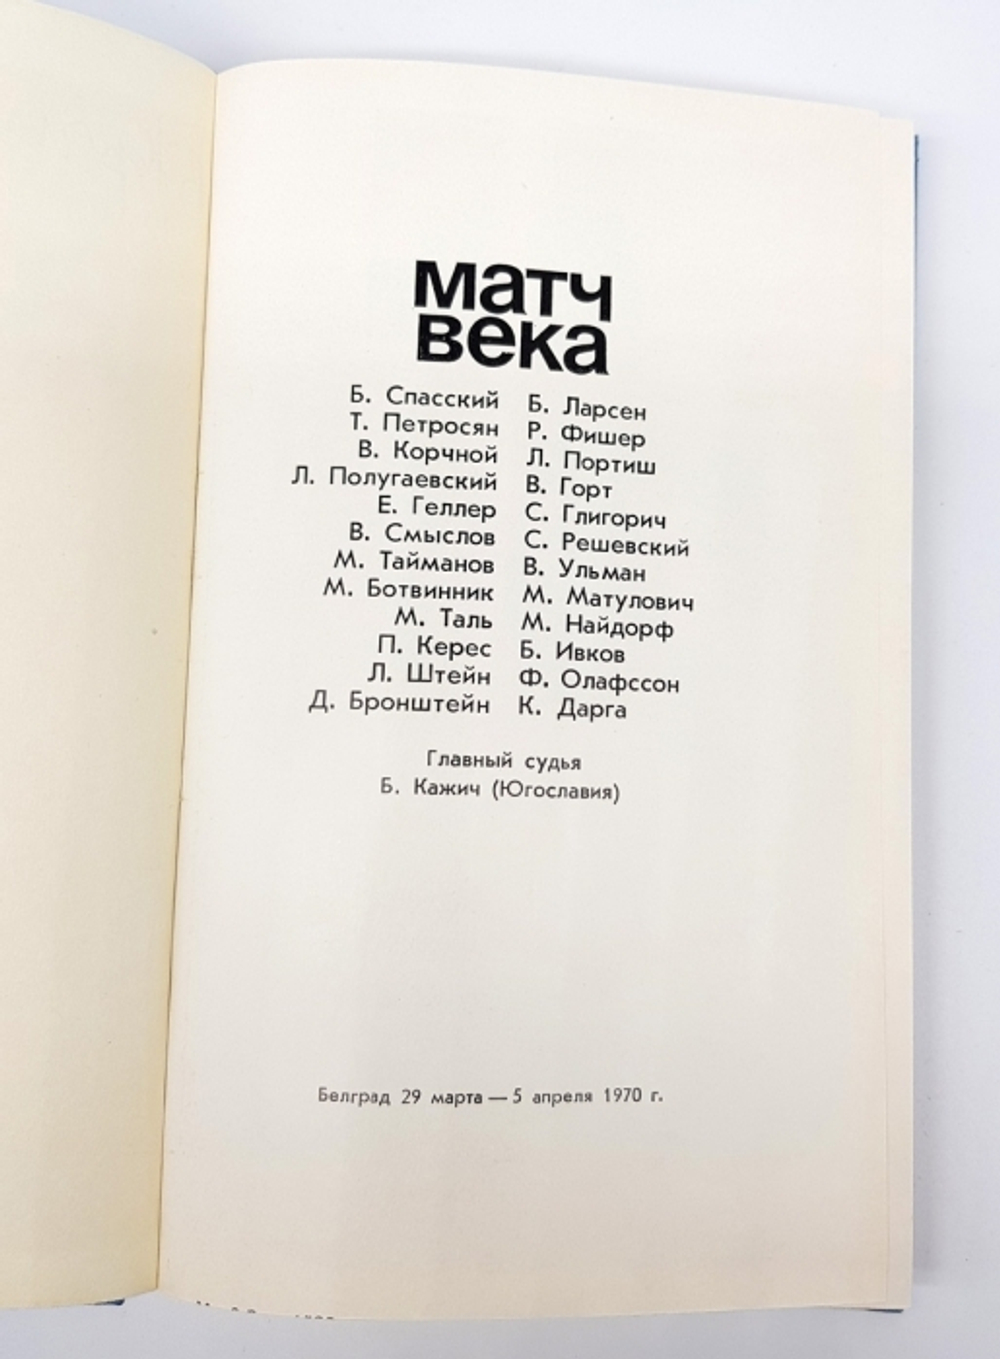 матч
века
Б. Спасский Б. Ларсен
Т. Петросян Р. Фишер
В. Корчной Л. Портиш
Л. Полугаевский В. Горт
Е. Геллер С. Глигорич
В. Смыслов С. Решевский
М. Тайманов В. Ульман
М. Ботвинник М. Матулович
М. Таль М. Найдорф
П. Керес Б. Ивков
Л. Штейн Ф. Олафссон
Д. Бронштейн К. Дарга
Главный судья
Б. Кажич (Югославия)
Белград 29 марта — 5 апреля 1970 г.